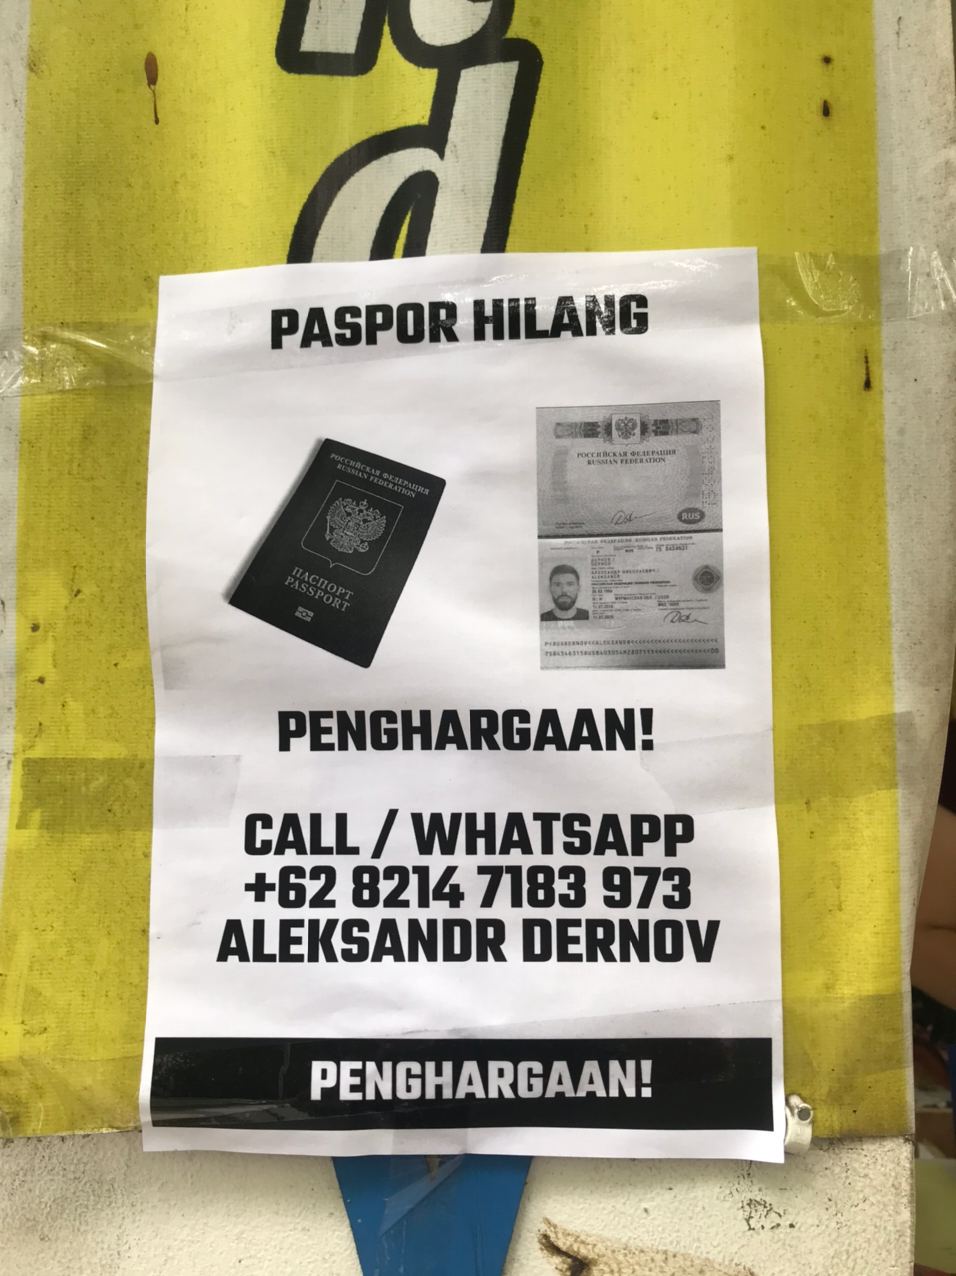 d
PASPOR HILANG
РОССИЙСКАЯ ФЕДЕРАЦИЯ
RUSSIAN FEDERATION
ПАСПОРТ
PASSPORT
РОССИЙСКАЯ ФЕДЕРАЦИЯ
RUSSIAN FEDERATION
RUS
PENGHARGAAN!
CALL / WHATSAPP
+62 8214 7183 973
ALEKSANDR DERNOV
PENGHARGAAN!